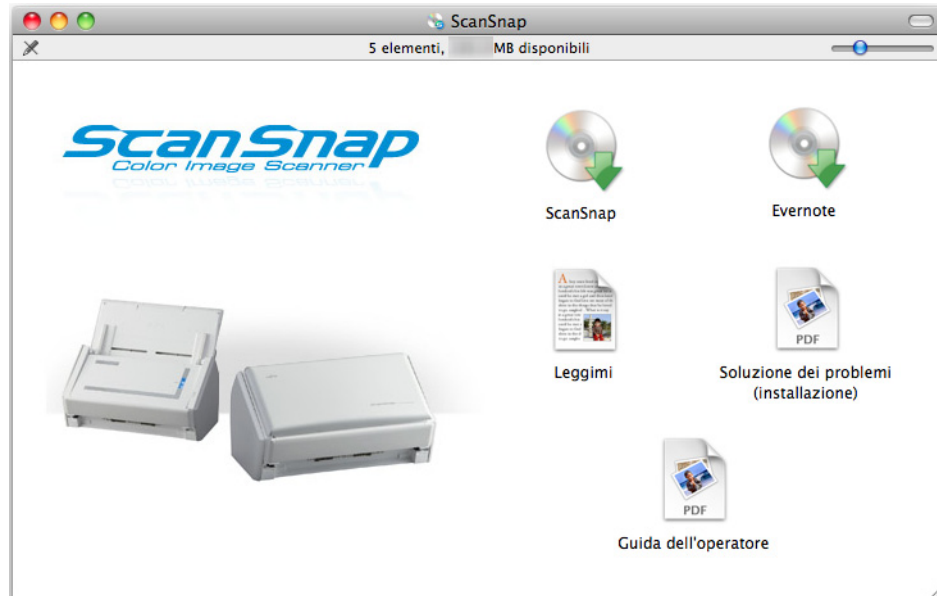 ScanSnap
5 elementi, MB disponibili
ScanSnap
Color Image Scanner
ScanSnap
Evernote
PDF
Leggimi
Soluzione dei problemi
(installazione)
PDF
Guida dell'operatore